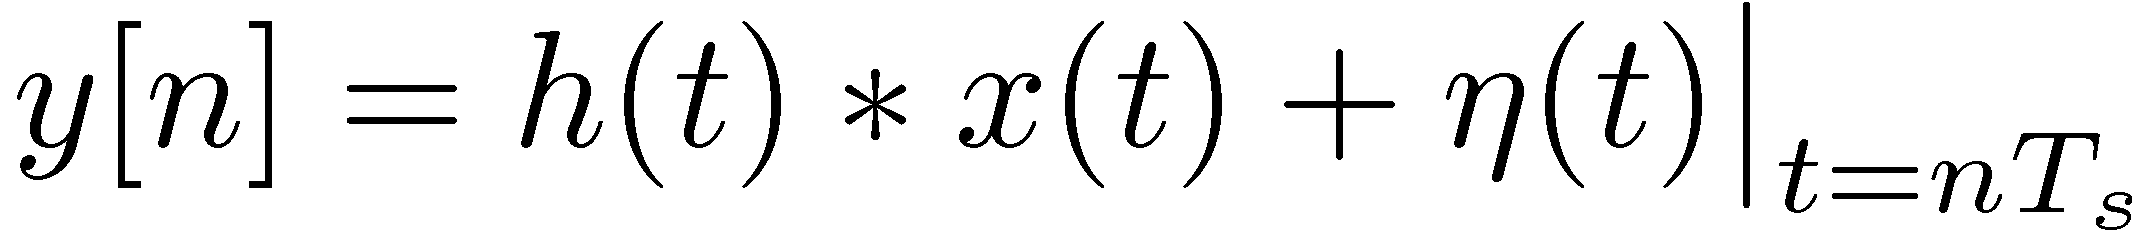 y[n] = h(t) * x(t) + η(t)|_{t=nT_s}